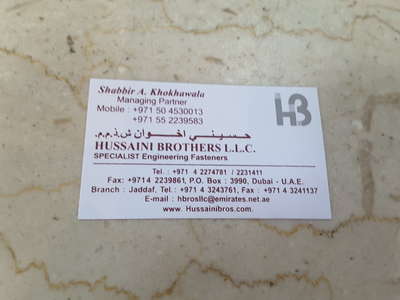 Shabbir A. Khokhawala
Managing Partner
Mobile : +971 50 4530013
+971 55 2239583
HB
حسيني اخوان ش.ذ.م.م.
HUSSAINI BROTHERS L.L.C.
SPECIALIST Engineering Fasteners
Tel. : +971 4 2274781 / 2231411
Fax: +9714 2239861, P.O. Box : 3990, Dubai - U.A.E.
Branch : Jaddaf, Tel. : +971 4 3243761, Fax : +971 4 3241137
E-mail : hbrosllc@emirates.net.ae
www. Hussainibros.com